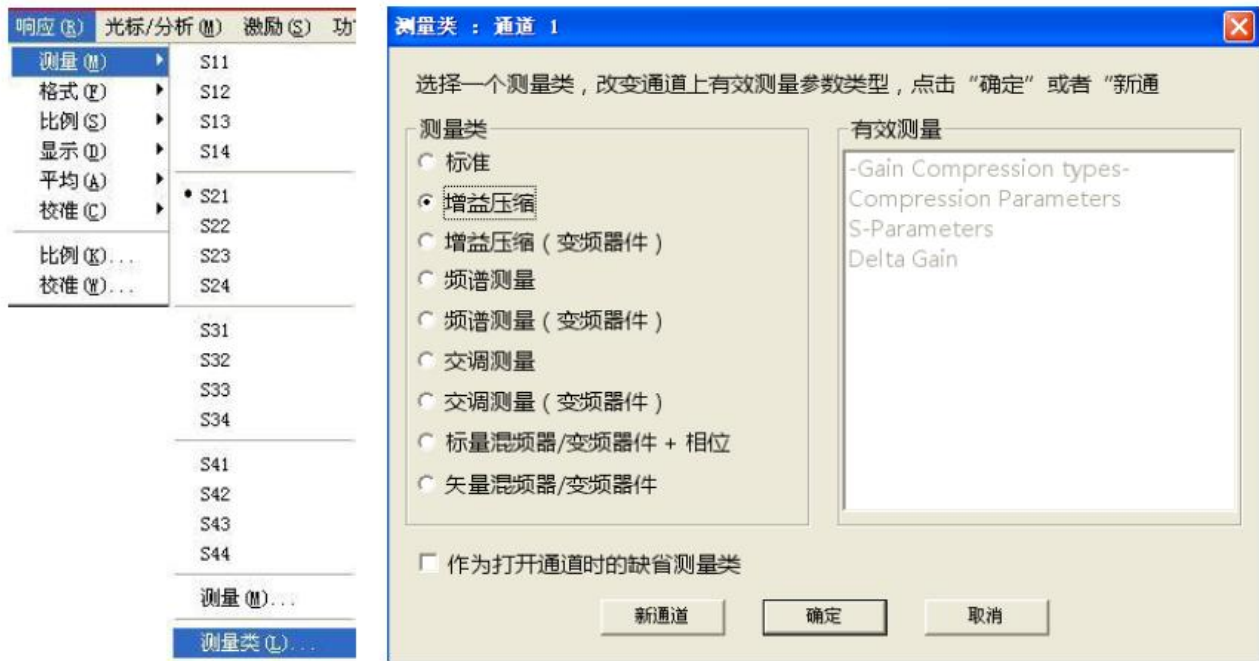 响应(R) 光标/分析(M) 激励(S)
测量(M)
格式(F)
比例(S)
显示(D)
平均(A)
校准(C)
比例(K)...
校准(W)...
S11
S12
S13
S14
S21
S22
S23
S24
S31
S32
S33
S34
S41
S42
S43
S44
测量(M)...
测量类(L)...
测量类 : 通道 1
选择一个测量类，改变通道上有效测量参数类型，点击“确定”或者“新通
测量类
标准
增益压缩
增益压缩（变频器件）
频谱测量
频谱测量（变频器件）
交调测量
交调测量（变频器件）
标量混频器/变频器件 + 相位
矢量混频器/变频器件
有效测量
-Gain Compression types-
Compression Parameters
S-Parameters
Delta Gain
作为打开通道时的缺省测量类
新通道 确定 取消